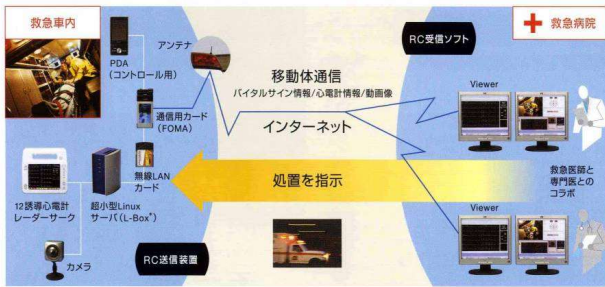 救急車内
PDA
(コントロール用)
アンテナ
通信用カード
(FOMA)
無線LAN
カード
12誘導心電計
レーダーサーク
超小型Linux
サーバ(L-Box*)
カメラ
RC送信装置
移動体通信
バイタルサイン情報/心電計情報/動画像
インターネット
処置を指示
RC受信ソフト
救急病院
Viewer
救急医師と
専門医との
コラボ
Viewer